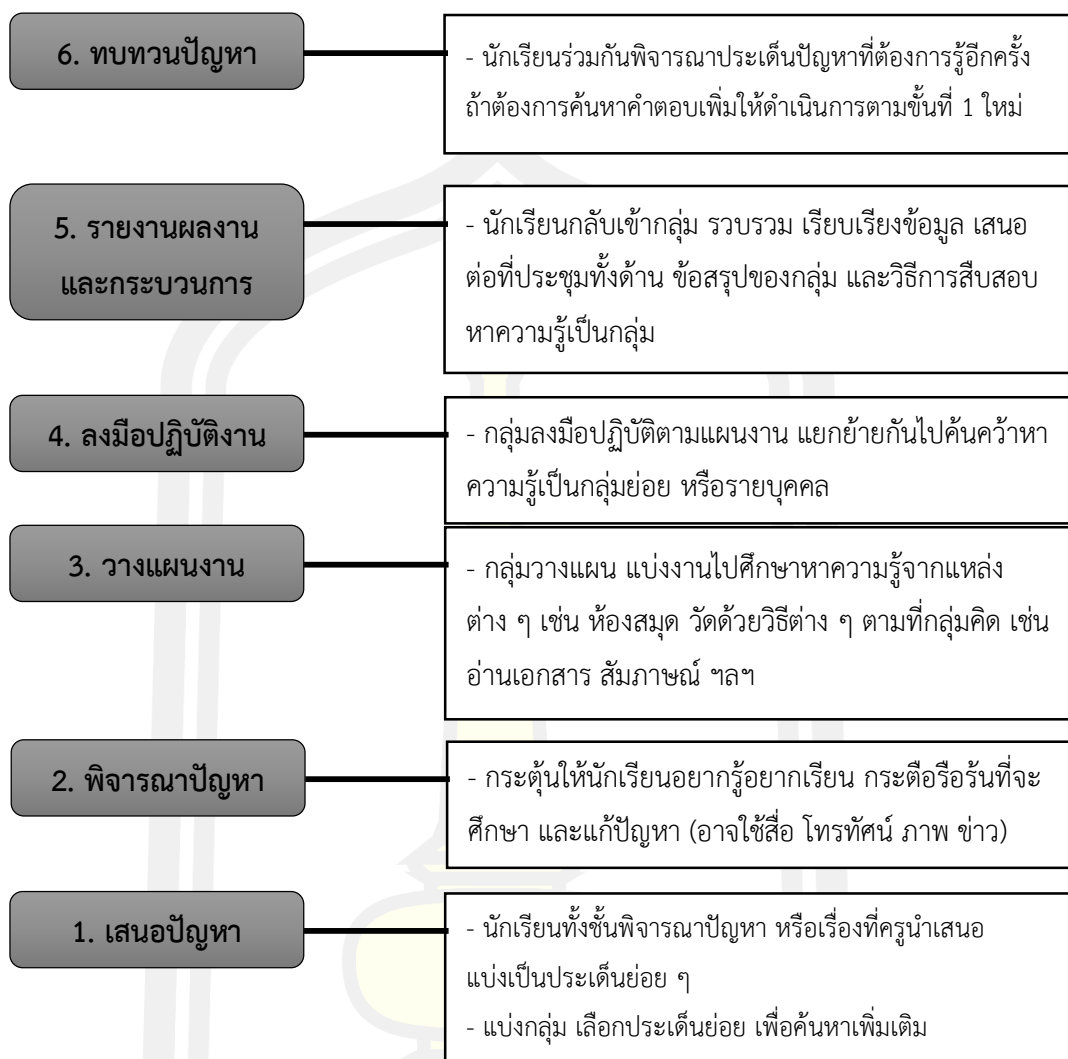 6. ทบทวนปัญหา
- นักเรียนร่วมกันพิจารณาประเด็นปัญหาที่ต้องการรู้อีกครั้ง
ถ้าต้องการค้นหาคำตอบเพิ่มให้ดำเนินการตามขั้นที่ 1 ใหม่
5. รายงานผลงาน
และกระบวนการ
- นักเรียนกลับเข้ากลุ่ม รวบรวม เรียบเรียงข้อมูล เสนอ
ต่อที่ประชุมทั้งด้าน ข้อสรุปของกลุ่ม และวิธีการสืบสอบ
หาความรู้เป็นกลุ่ม
4. ลงมือปฏิบัติงาน
- กลุ่มลงมือปฏิบัติตามแผนงาน แยกย้ายกันไปค้นคว้าหา
ความรู้เป็นกลุ่มย่อย หรือรายบุคคล
3. วางแผนงาน
- กลุ่มวางแผน แบ่งงานไปศึกษาหาความรู้จากแหล่ง
ต่าง ๆ เช่น ห้องสมุด วัดด้วยวิธีต่าง ๆ ตามที่กลุ่มคิด เช่น
อ่านเอกสาร สัมภาษณ์ ฯลฯ
2. พิจารณาปัญหา
- กระตุ้นให้นักเรียนอยากรู้อยากเรียน กระตือรือร้นที่จะ
ศึกษา และแก้ปัญหา (อาจใช้สื่อ โทรทัศน์ ภาพ ข่าว)
1. เสนอปัญหา
- นักเรียนทั้งชั้นพิจารณาปัญหา หรือเรื่องที่ครูนำเสนอ
แบ่งเป็นประเด็นย่อย ๆ
- แบ่งกลุ่ม เลือกประเด็นย่อย เพื่อค้นหาเพิ่มเติม